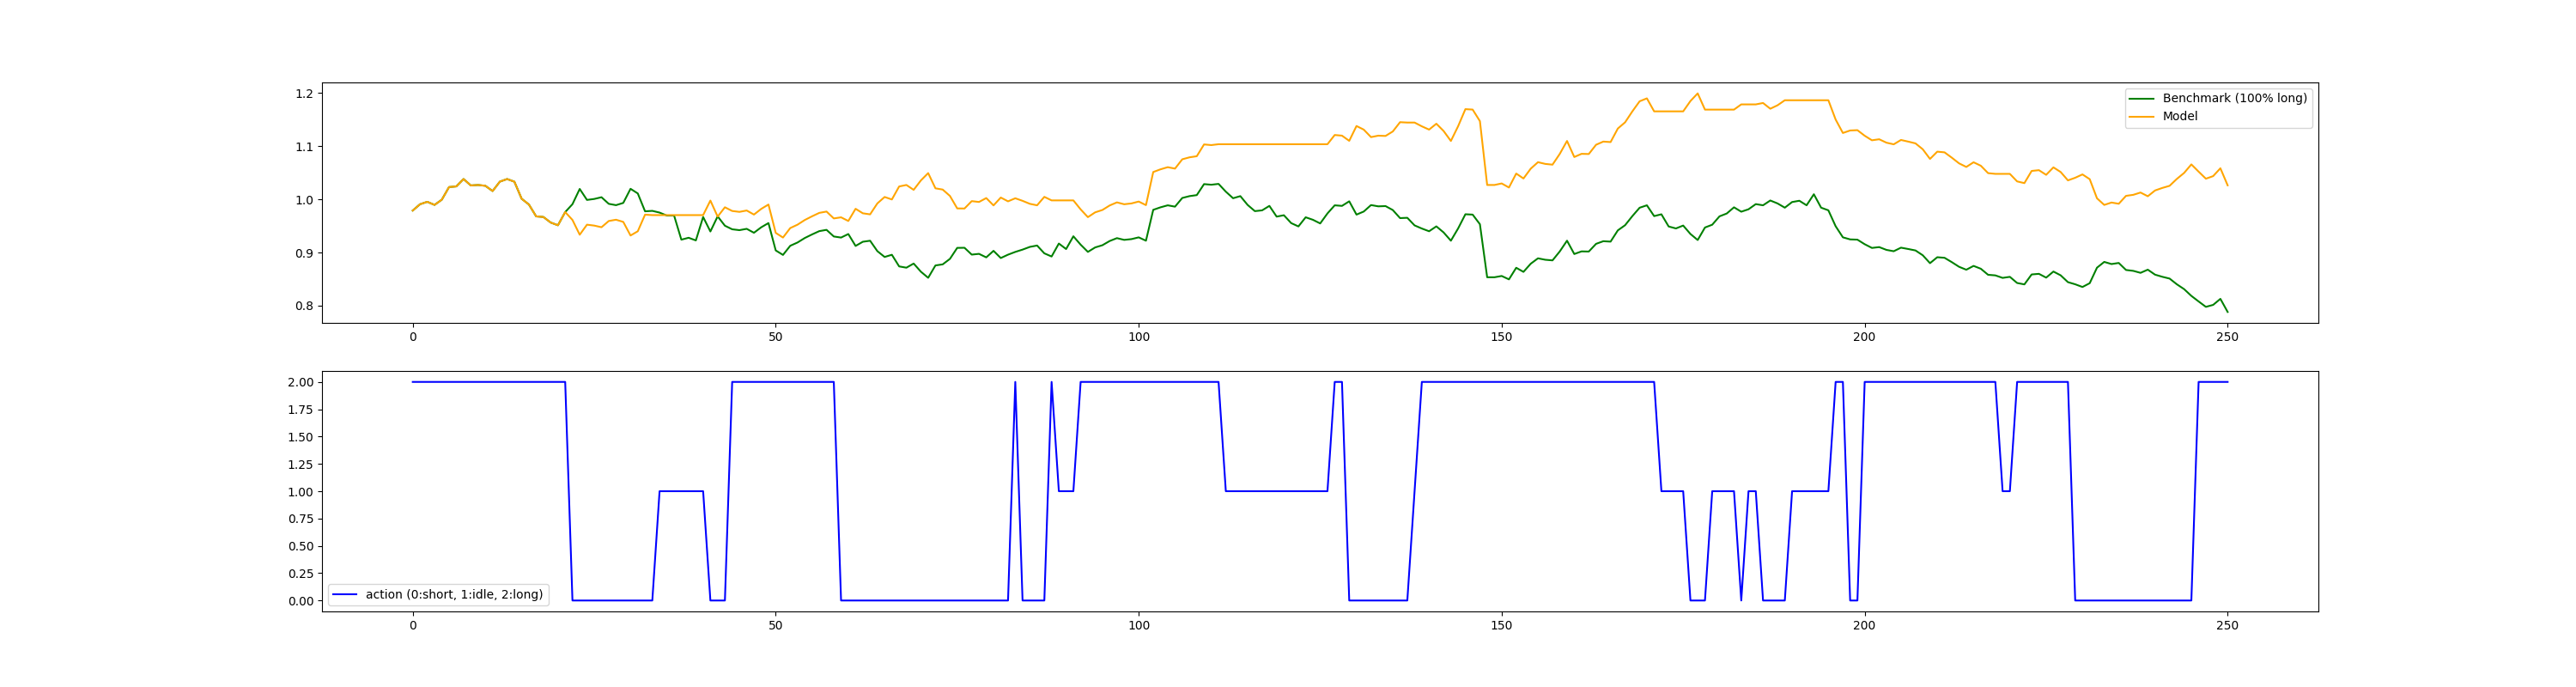 1.2
1.1
1.0
0.9
0.8
Benchmark (100% long)
Model
0 50 100 150 200 250
2.00
1.75
1.50
1.25
1.00
0.75
0.50
0.25
0.00
action (0:short, 1:idle, 2:long)
0 50 100 150 200 250